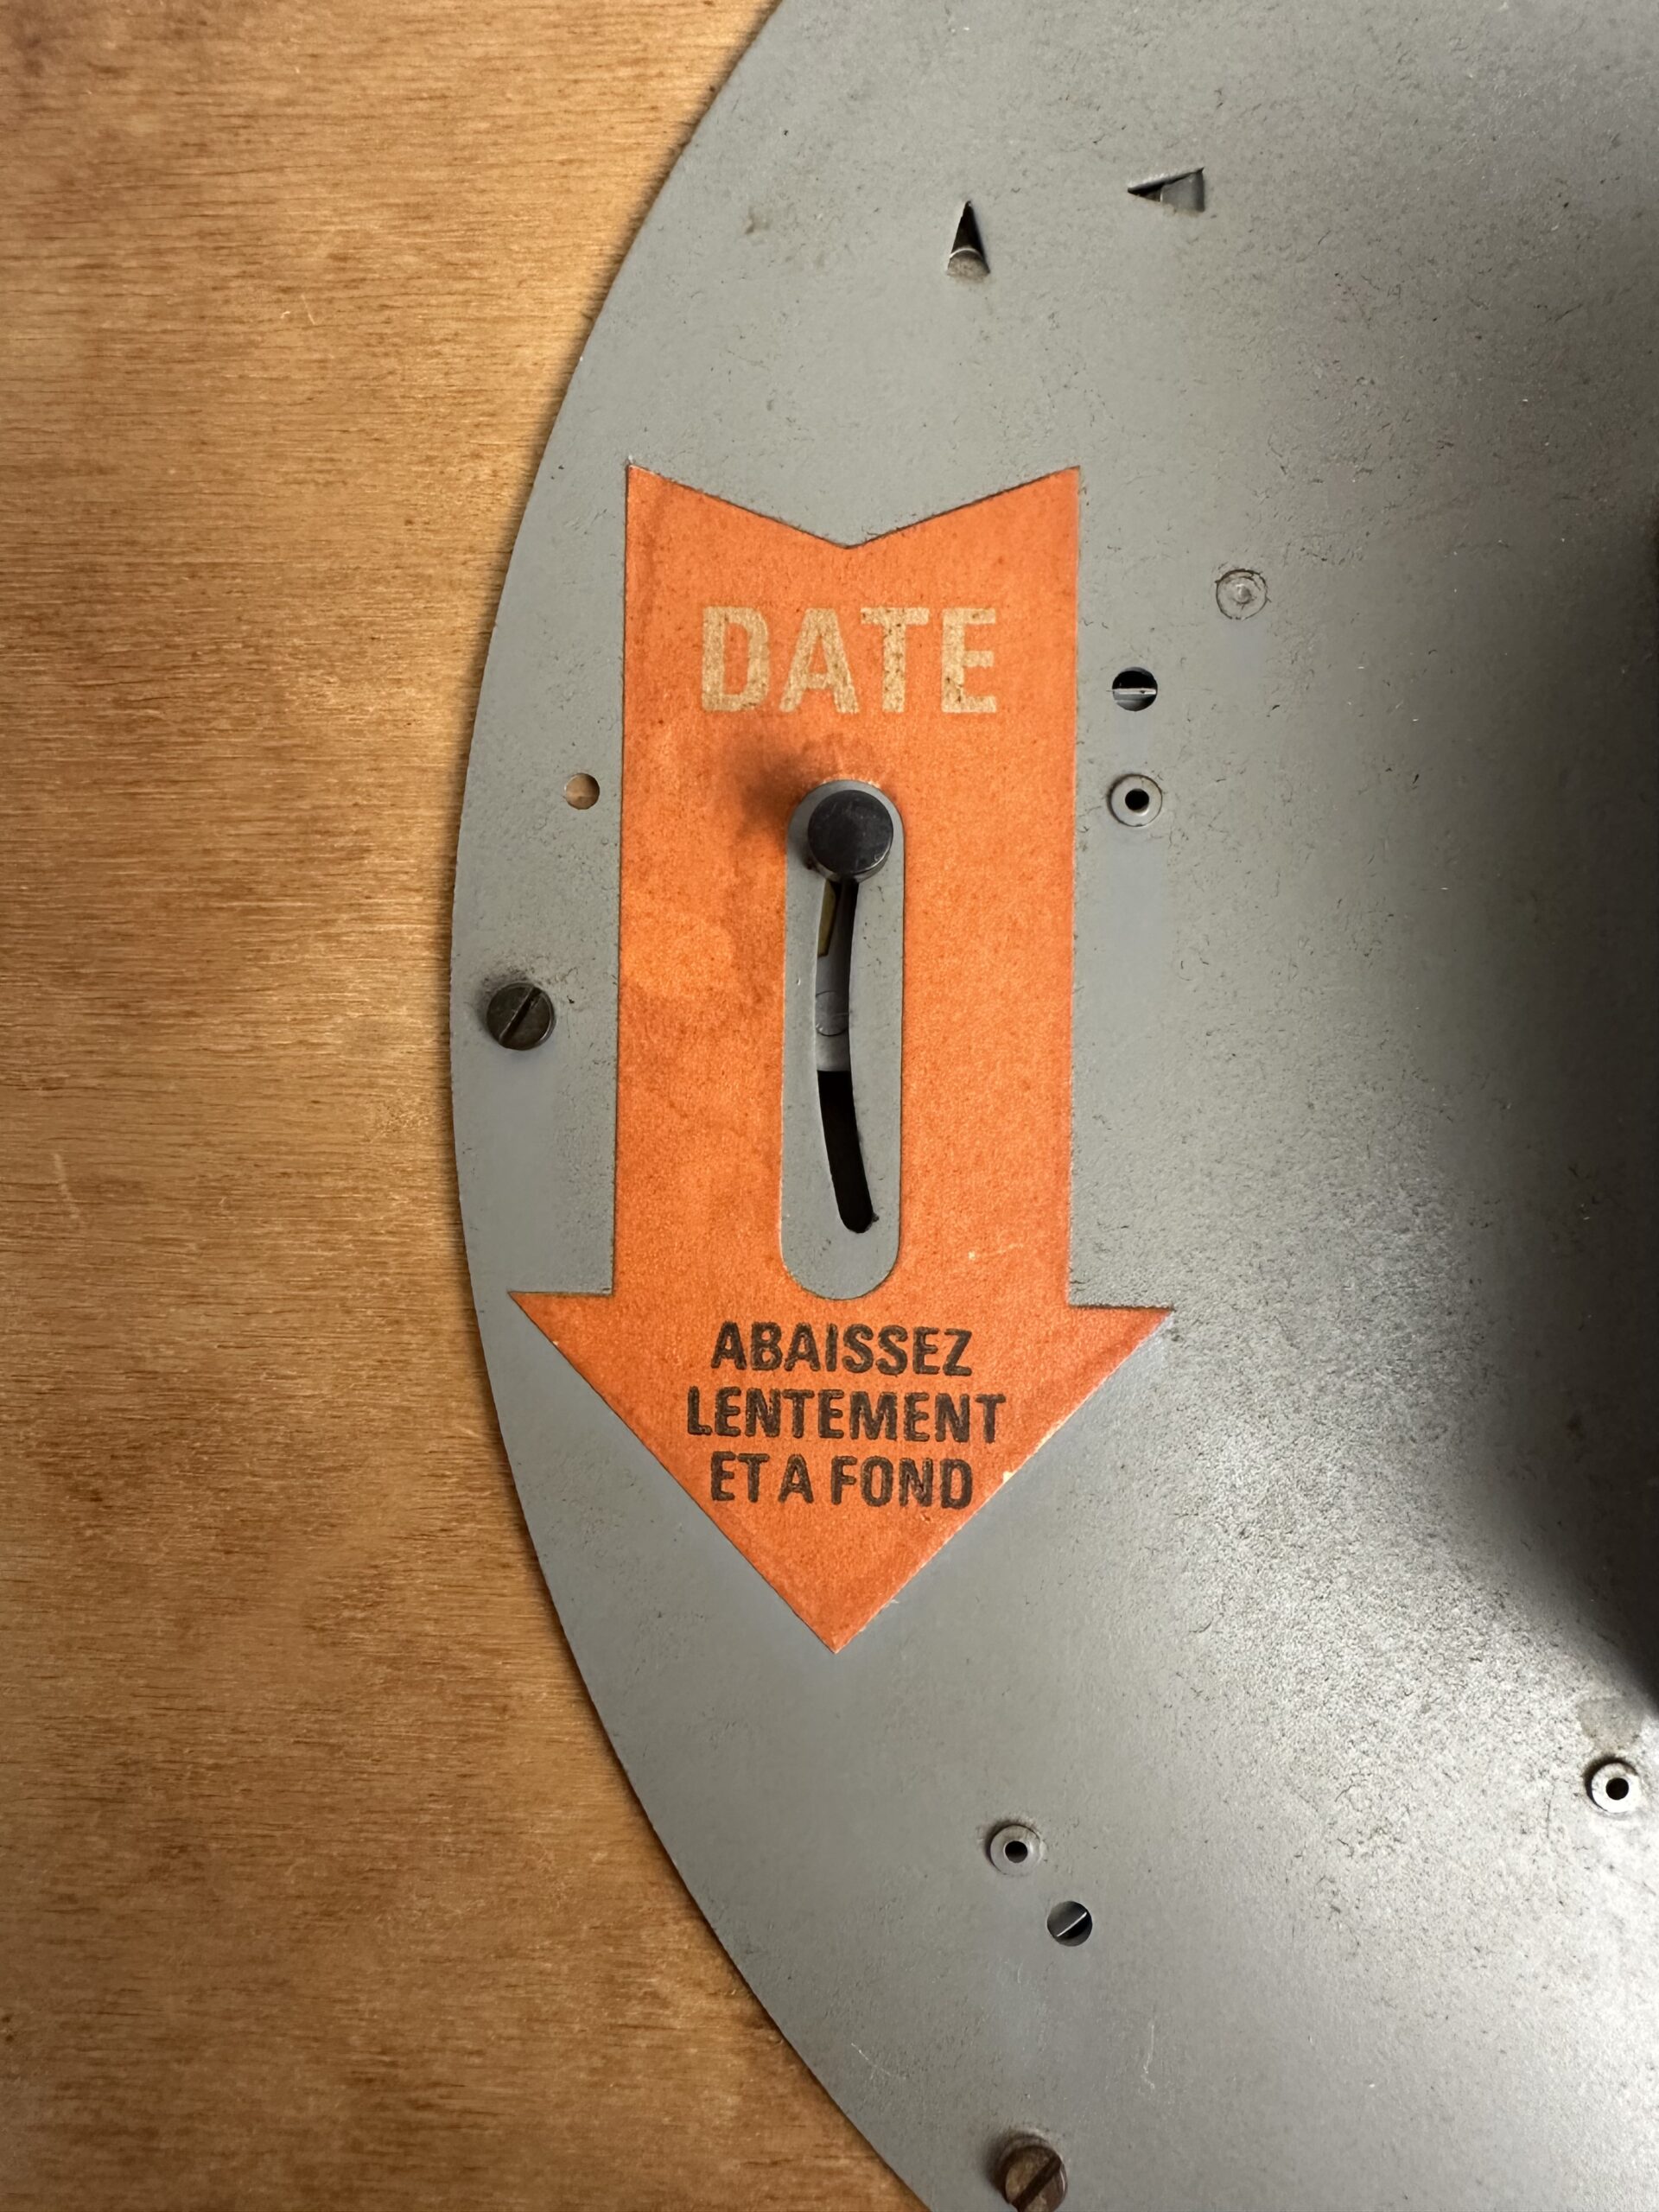 DATE
ABAISSEZ
LENTEMENT
ET A FOND